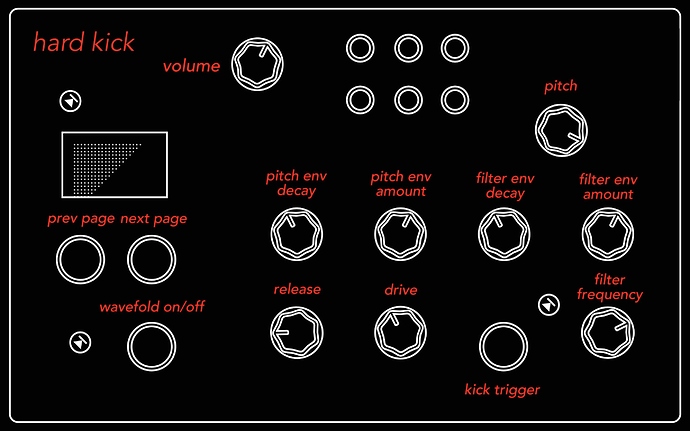 hard kick
volume
pitch
pitch env
decay
pitch env
amount
filter env
decay
filter env
amount
prev page
next page
release
drive
filter
frequency
wavefold on/off
kick trigger